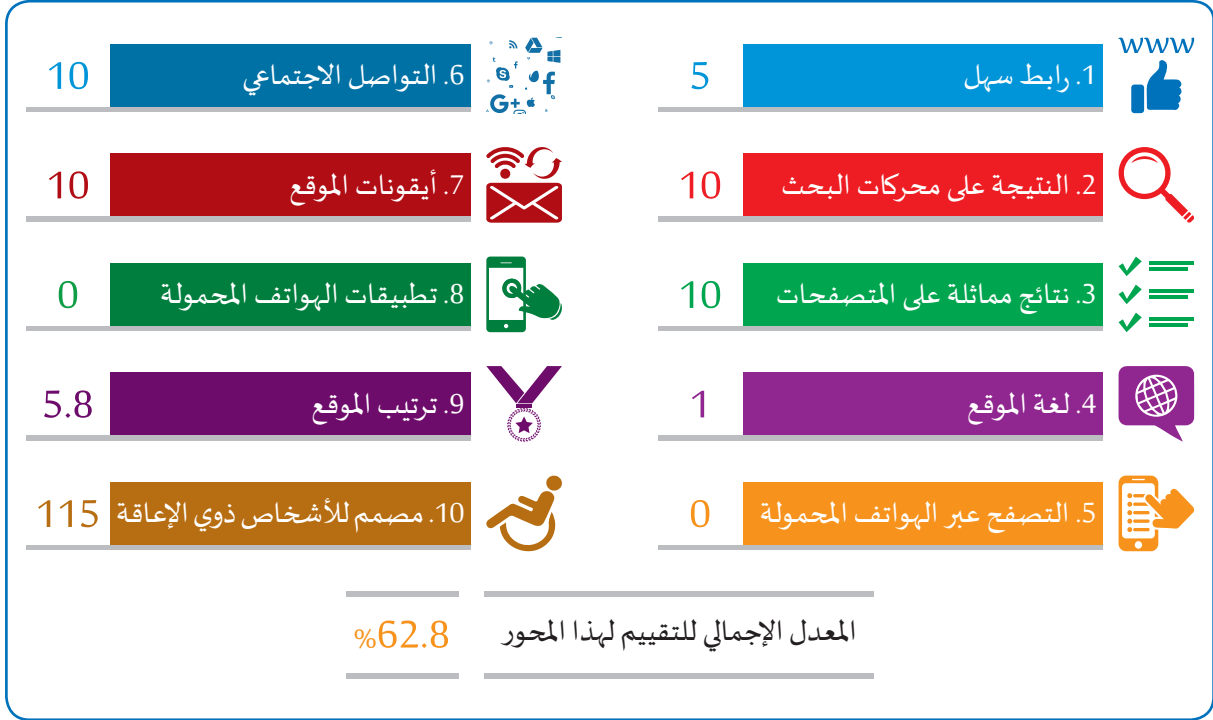 www
1. رابط سهل
5
2. النتيجة على محركات البحث
10
3. نتائج مماثلة على المتصفحات
10
4. لغة الموقع
1
5. التصفح عبر الهواتف المحمولة
0
6. التواصل الاجتماعي
10
7. أيقونات الموقع
10
8. تطبيقات الهواتف المحمولة
0
9. ترتيب الموقع
5.8
10. مصمم للأشخاص ذوي الإعاقة
115
المعدل الإجمالي للتقييم لهذا المحور
%62.8